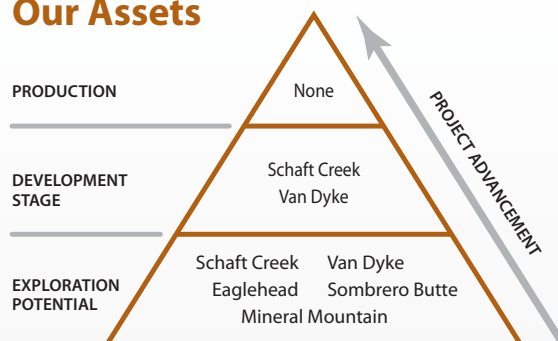 Our Assets
PRODUCTION
None
PROJECT ADVANCEMENT
DEVELOPMENT
STAGE
Schaft Creek
Van Dyke
EXPLORATION
POTENTIAL
Schaft Creek Van Dyke
Eaglehead Sombrero Butte
Mineral Mountain